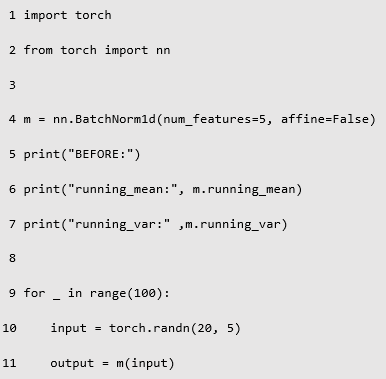 1 import torch
2 from torch import nn
3
4 m = nn.BatchNorm1d(num_features=5, affine=False)
5 print("BEFORE:")
6 print("running_mean:", m.running_mean)
7 print("running_var:" ,m.running_var)
8
9 for _ in range(100):
10     input = torch.randn(20, 5)
11     output = m(input)